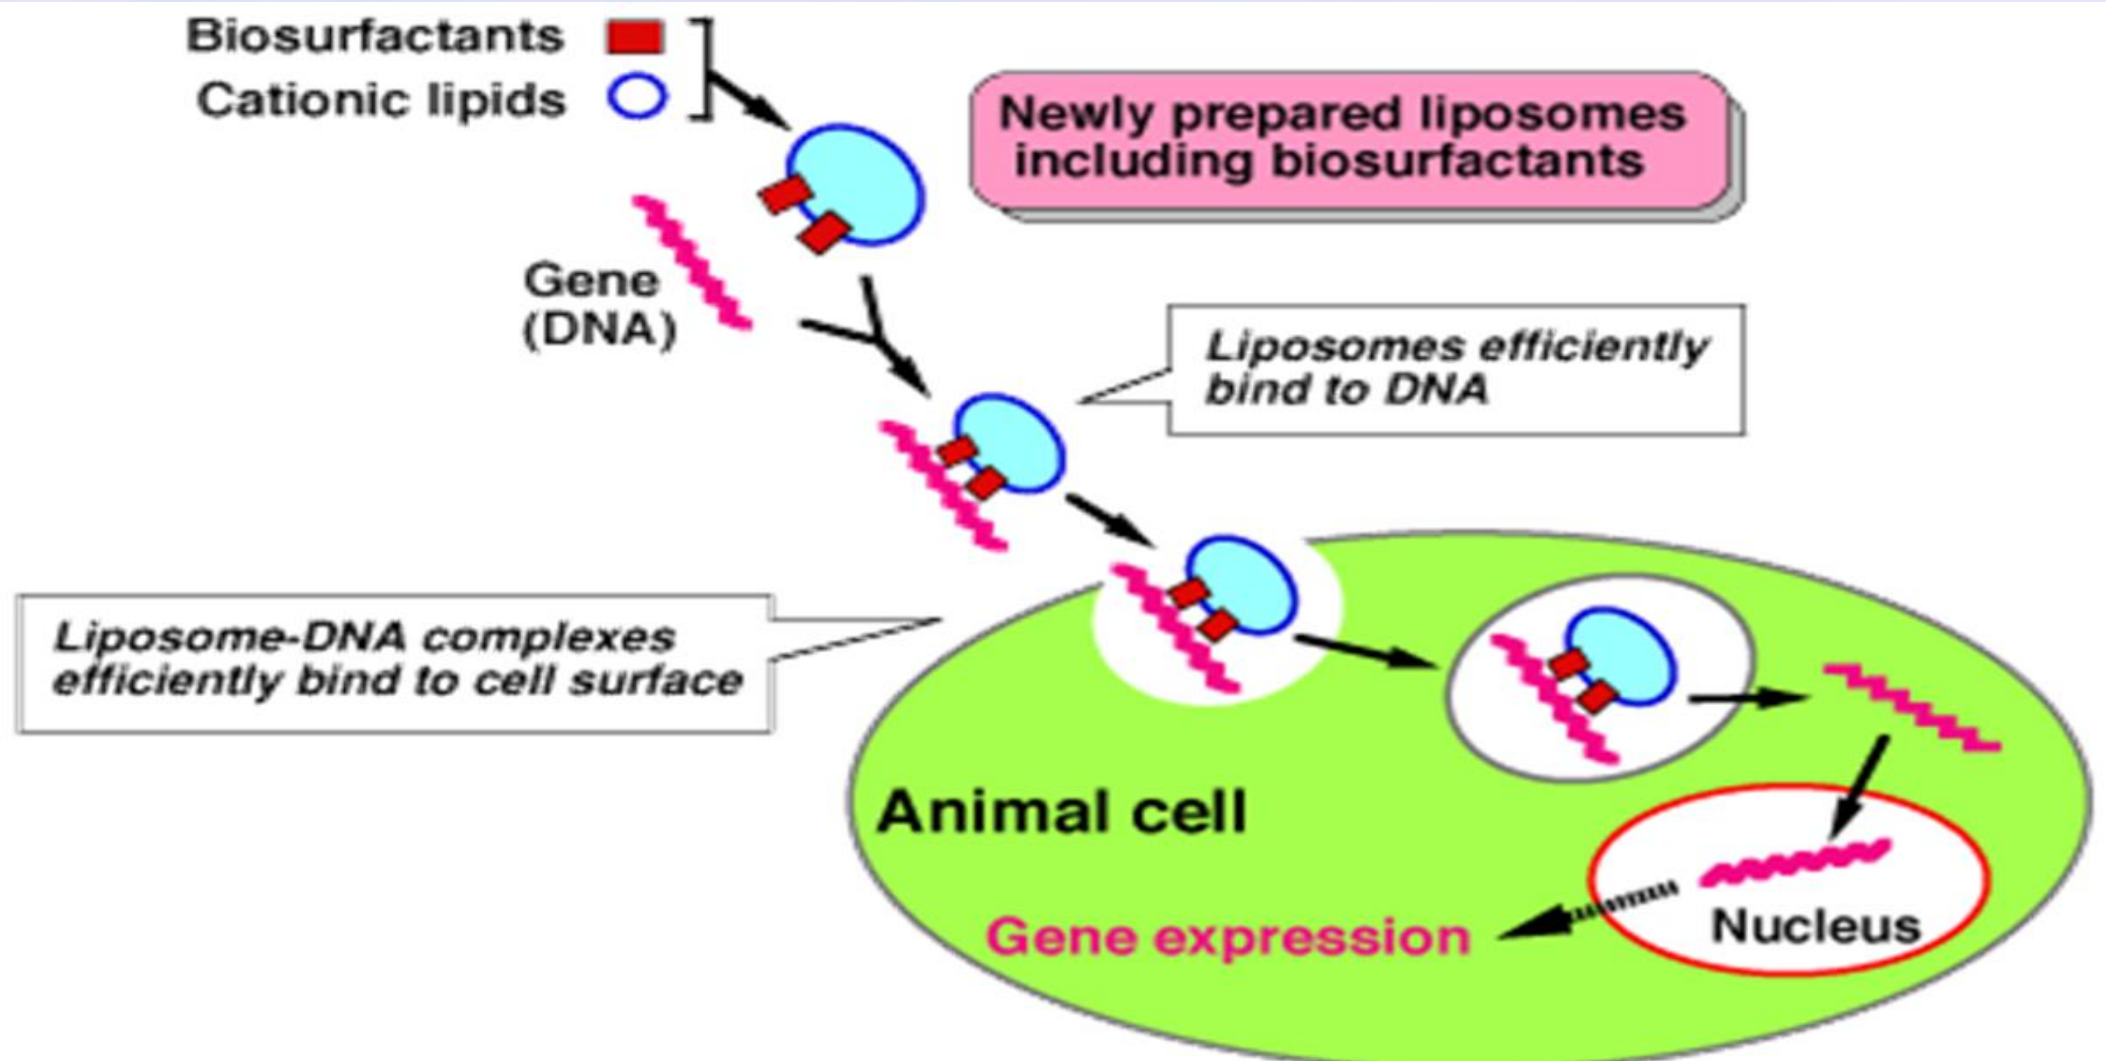 Biosurfactants
Cationic lipids
Newly prepared liposomes
including biosurfactants
Gene
(DNA)
Liposomes efficiently
bind to DNA
Liposome-DNA complexes
efficiently bind to cell surface
Animal cell
Gene expression
Nucleus